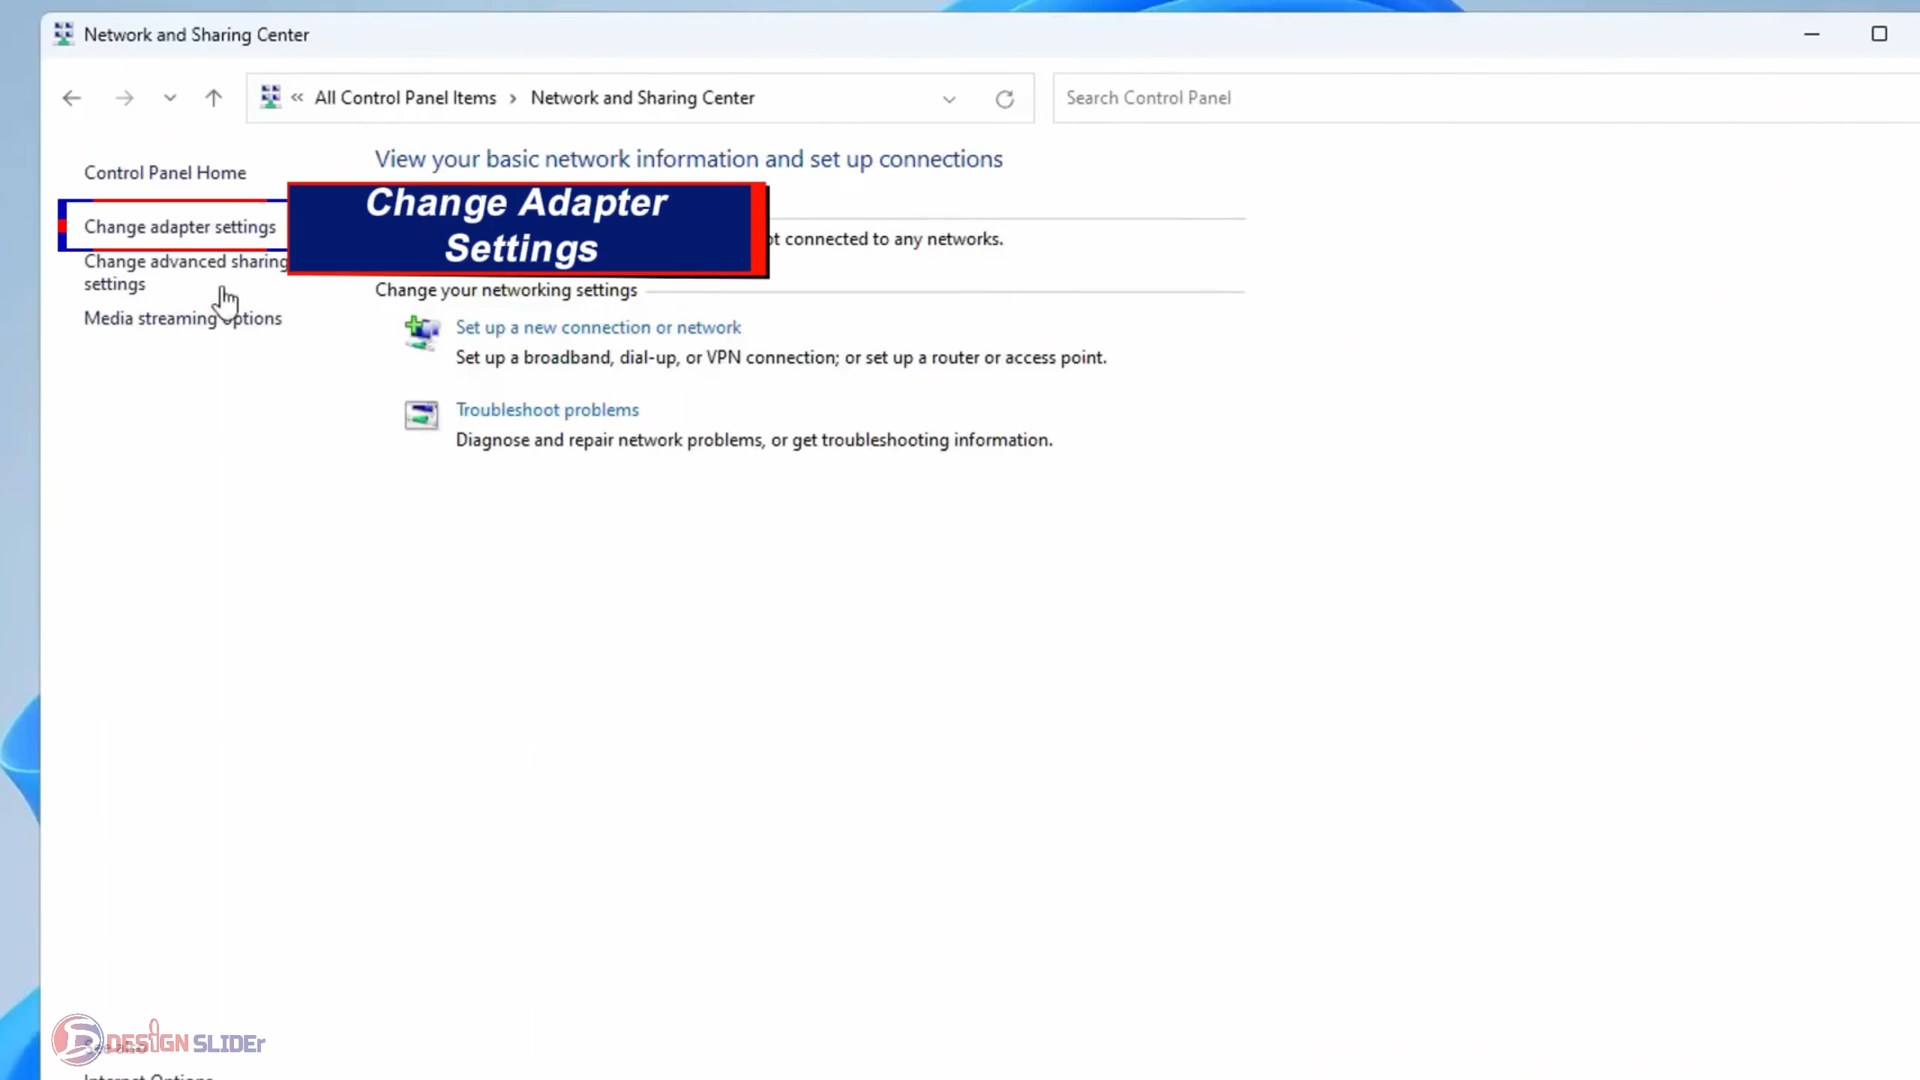 Network and Sharing Center
« All Control Panel Items › Network and Sharing Center
Search Control Panel
Control Panel Home
View your basic network information and set up connections
Change adapter settings
Change Adapter
Settings
connected to any networks.
Change advanced sharing
settings
Media streaming options
Change your networking settings
Set up a new connection or network
Set up a broadband, dial-up, or VPN connection; or set up a router or access point.
Troubleshoot problems
Diagnose and repair network problems, or get troubleshooting information.
See also
DESIGN SLIDEr
Internet Options